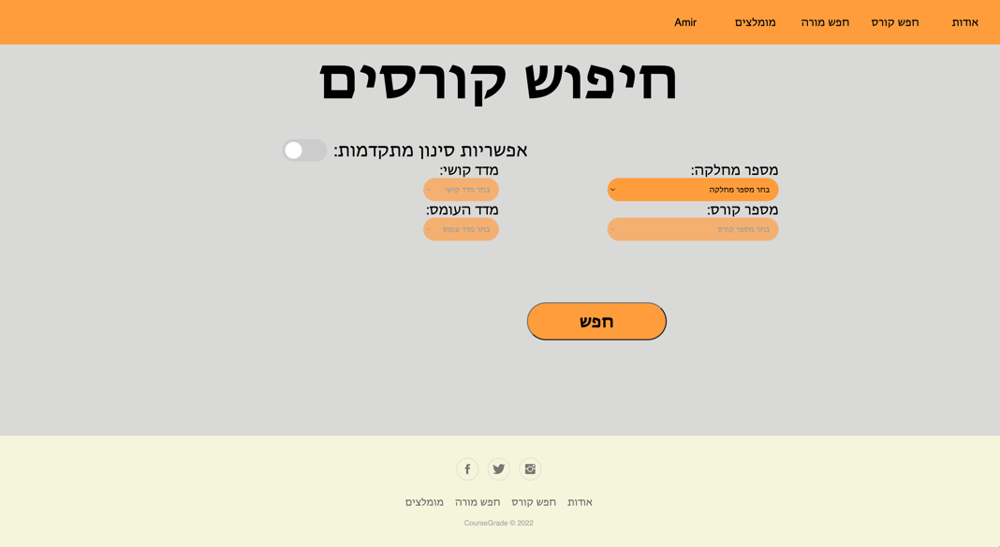 אודות חפש קורס חפש מורה מומלצים Amir
חיפוש קורסים
אפשריות סינון מתקדמות:
מספר מחלקה:
בחר מספר מחלקה
מספר קורס:
בחר מספר קורס
מדד קושי:
בחר מדד קושי
מדד העומס:
בחר מדד עומס
חפש
אודות חפש קורס חפש מורה מומלצים
CourseGrade © 2022